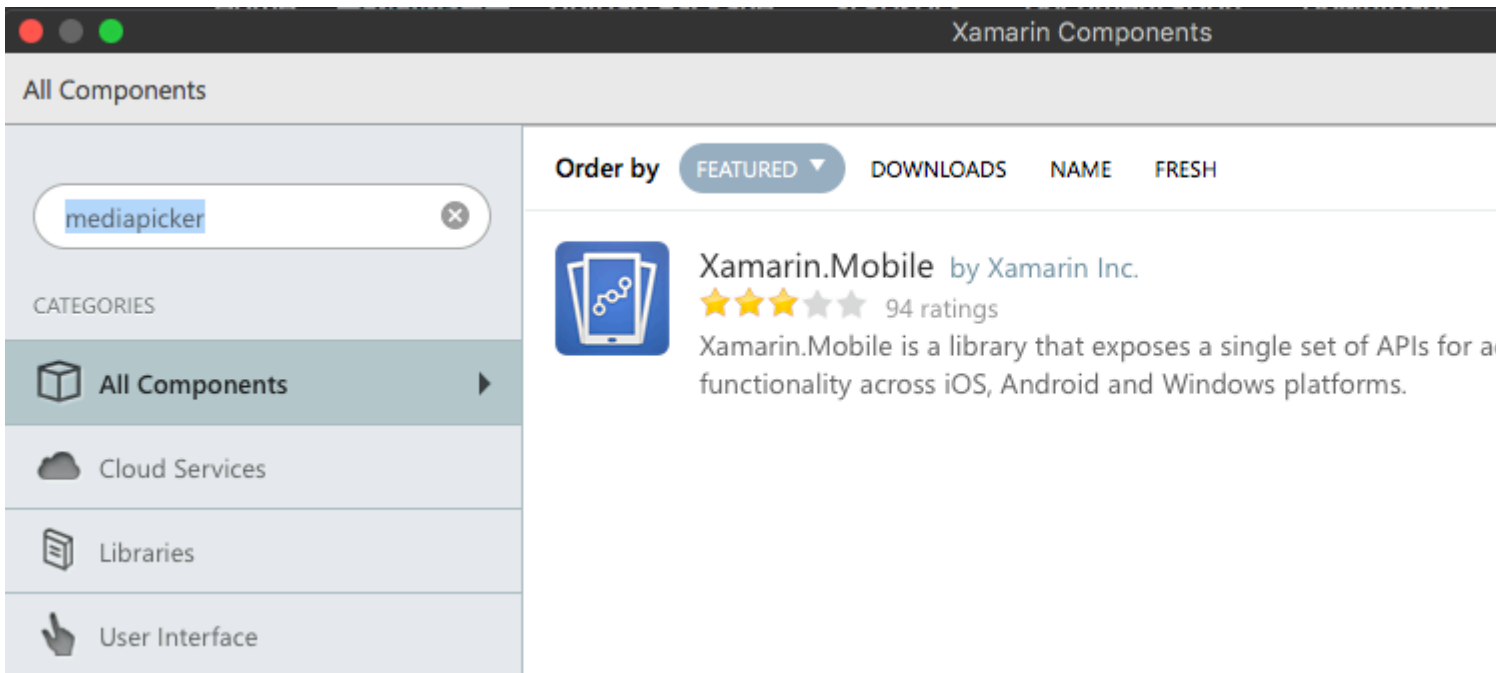 Xamarin Components
All Components
mediapicker
CATEGORIES
All Components
Cloud Services
Libraries
User Interface
Order by FEATURED DOWNLOADS NAME FRESH
Xamarin.Mobile by Xamarin Inc.
94 ratings
Xamarin.Mobile is a library that exposes a single set of APIs for
functionality across iOS, Android and Windows platforms.